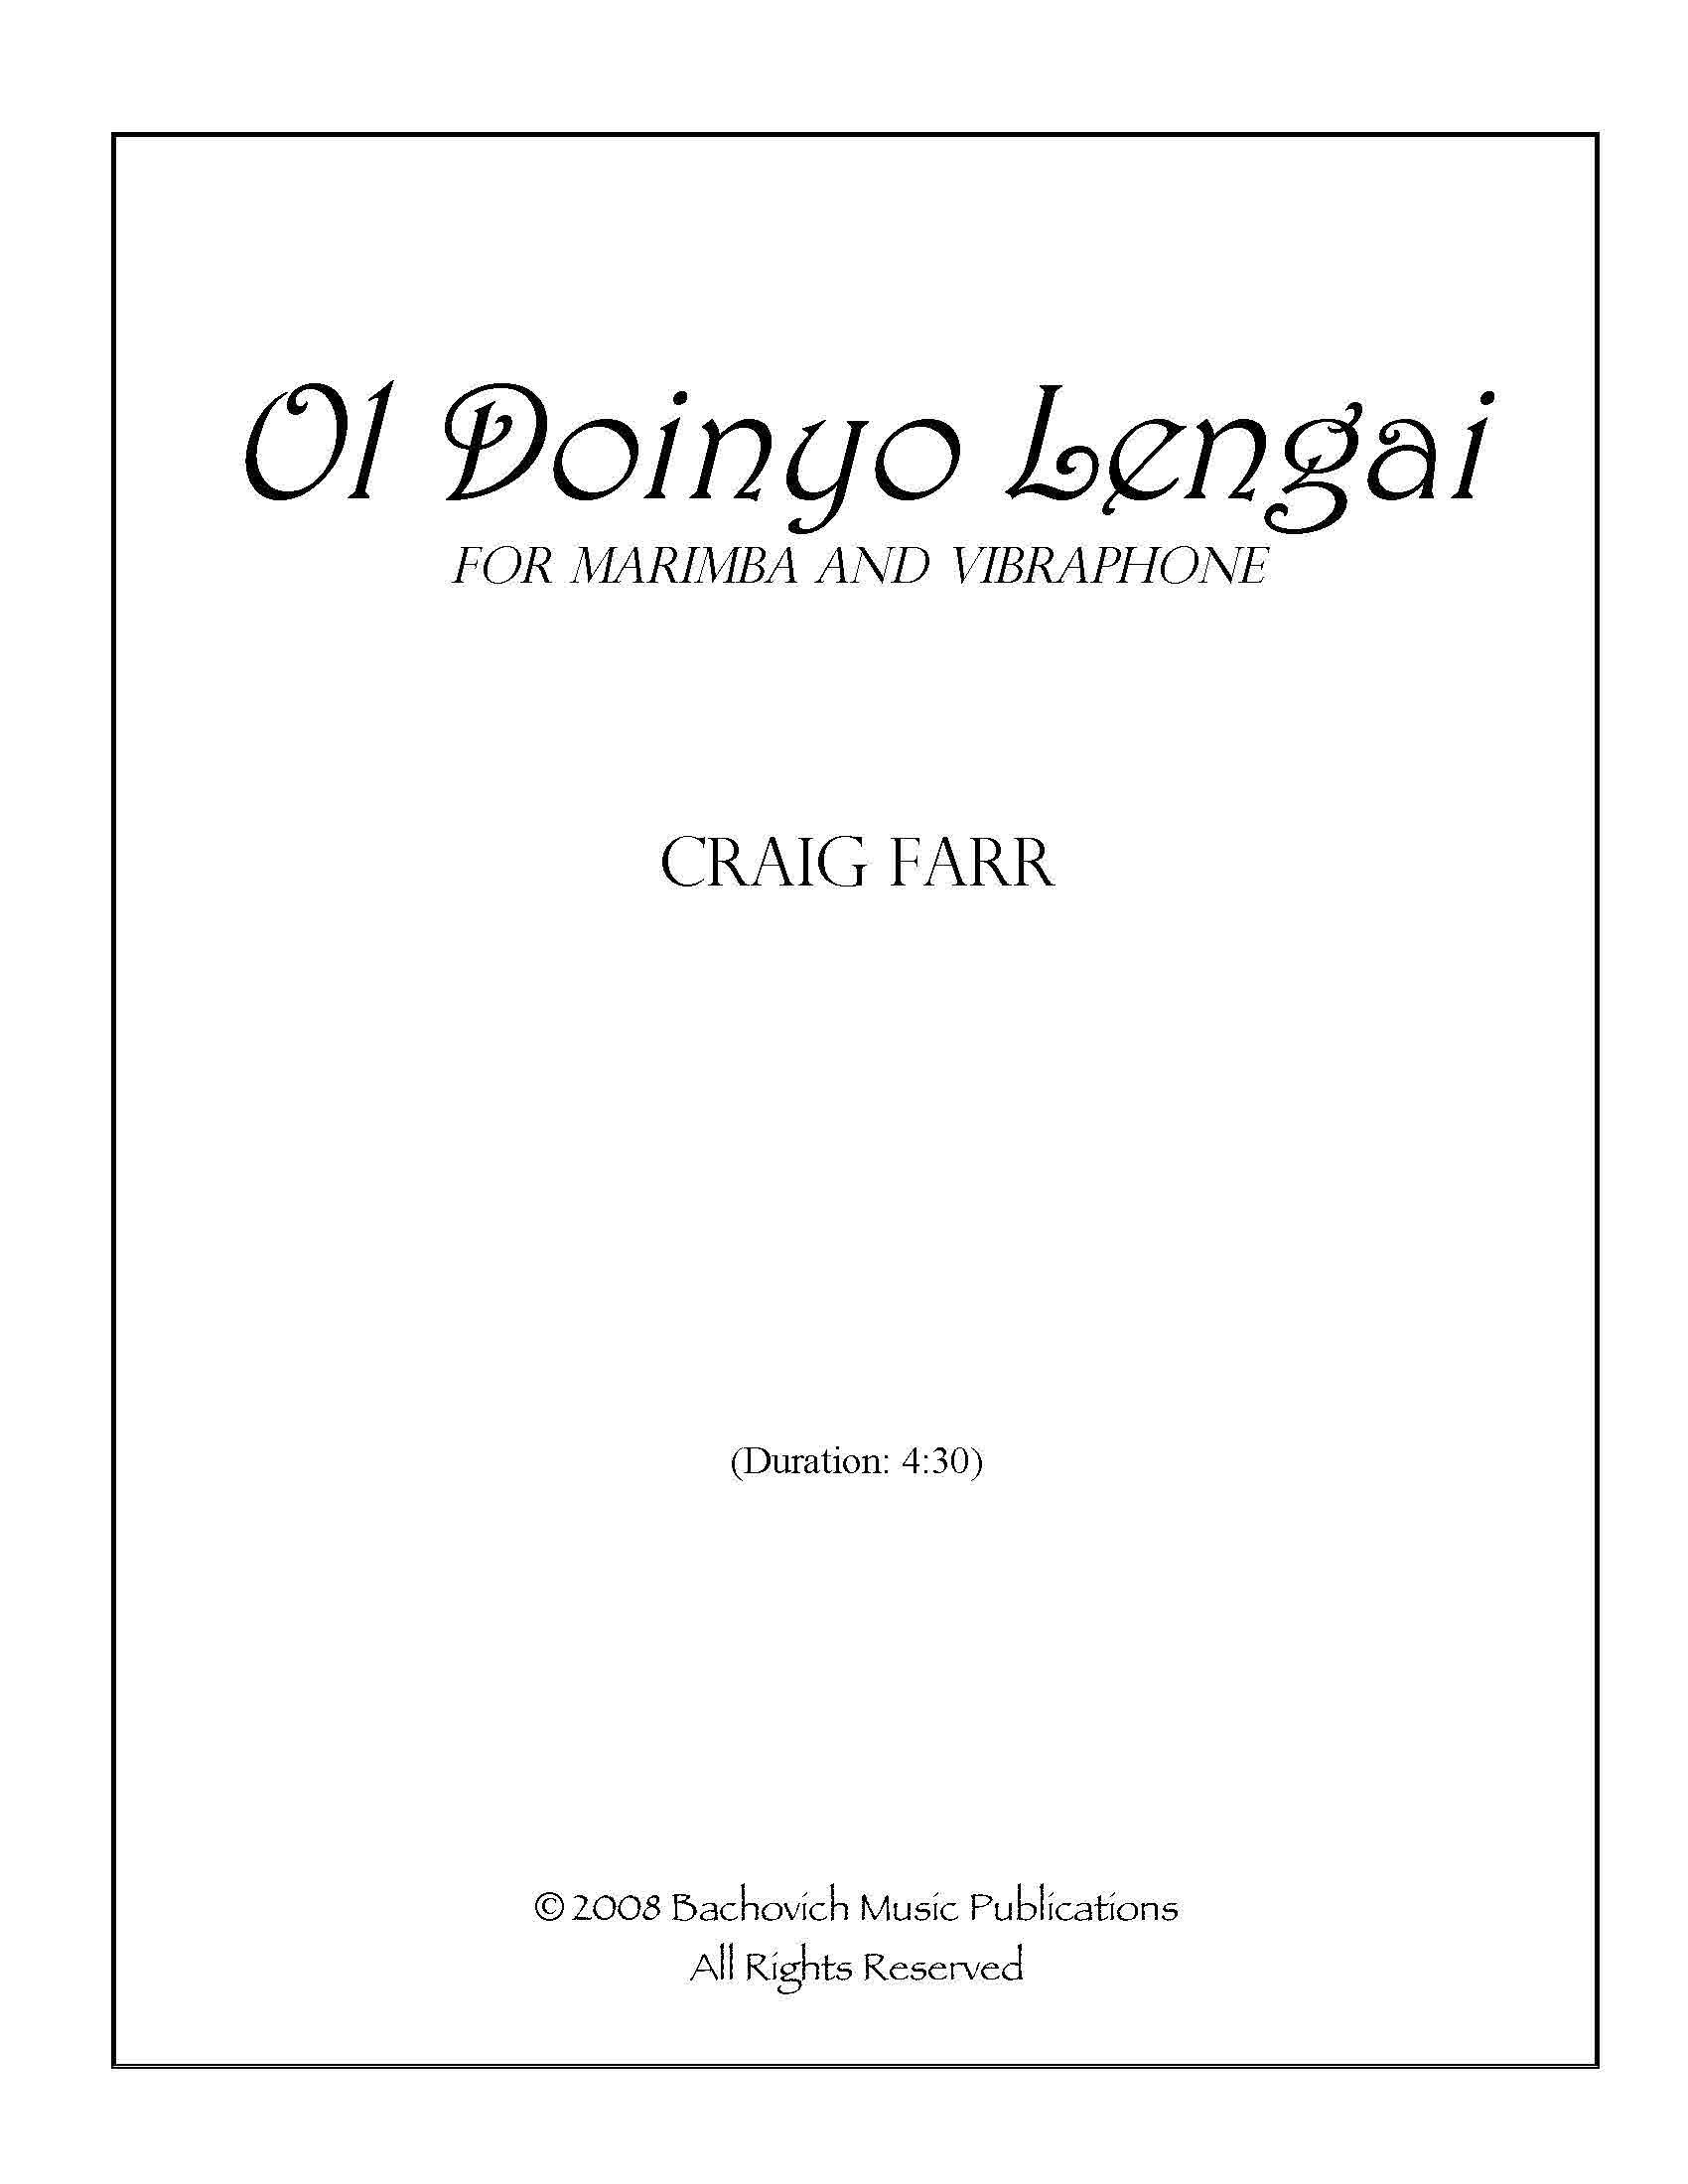 Ol Doinyo Lengai
FOR MARIMBA AND VIBRAPHONE
CRAIG FARR
(Duration: 4:30)
© 2008 Bachovich Music Publications
All Rights Reserved